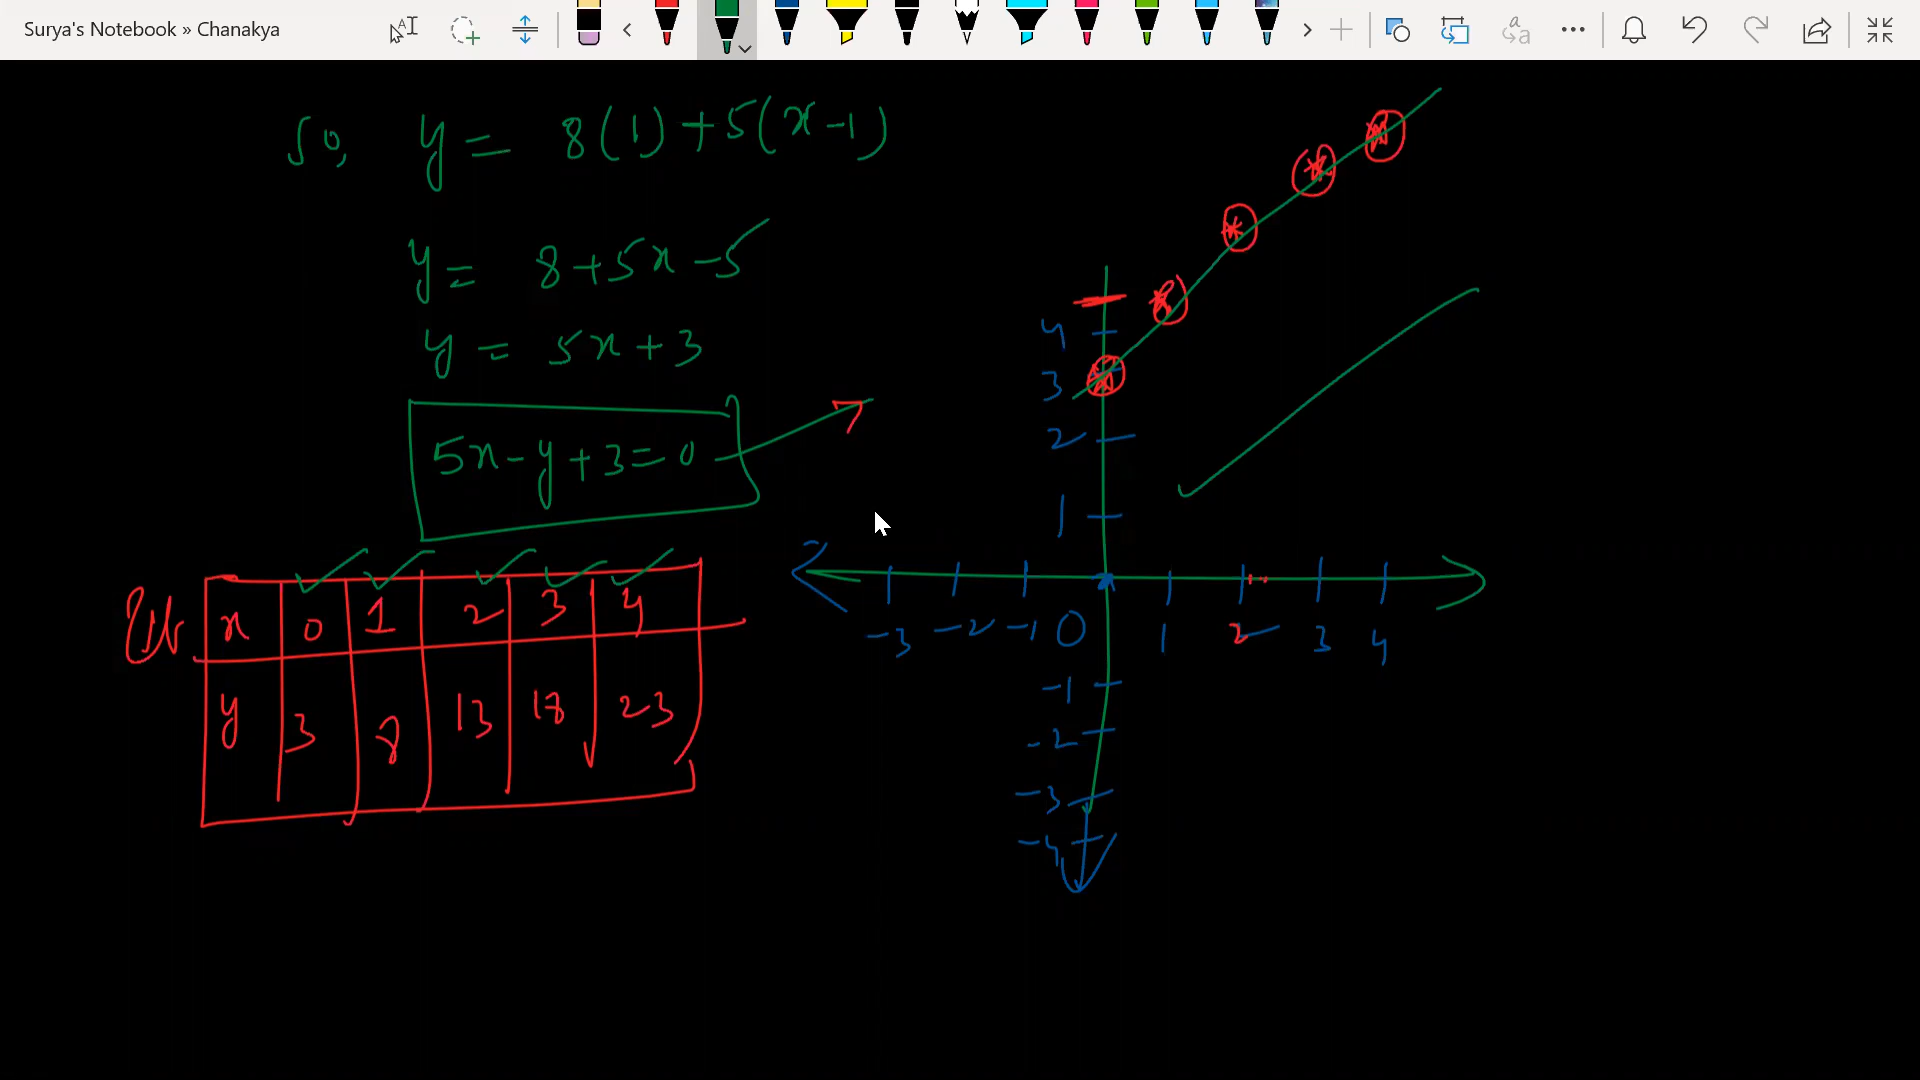 Surya's Notebook » Chanakya
So, y = 8(1) + 5(x-1)
y = 8+5x-5
y = 5x+3
5x-y+3=0
x 0 1 2 3 4
y 3 8 13 18 23
4
3
2
1
-3 -2 -1 0 1 2 3 4
-1
-2
-3
-4